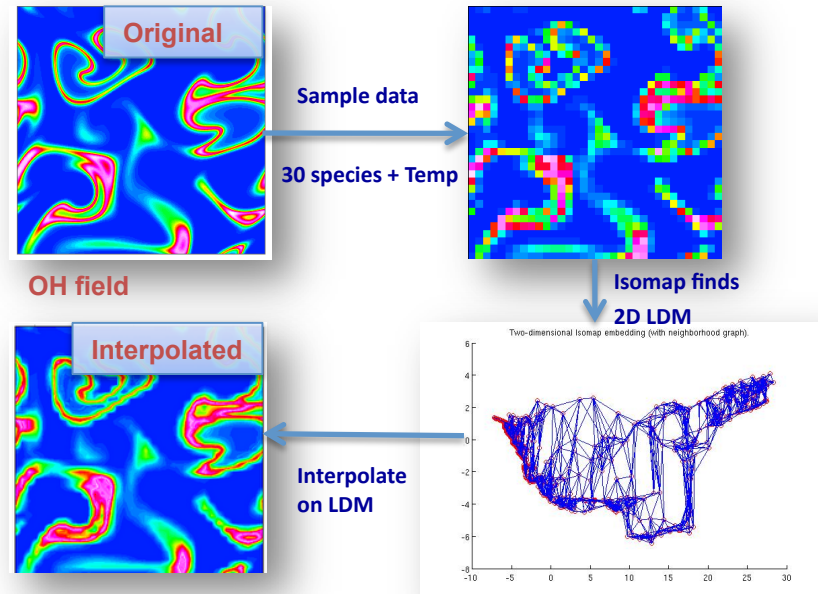 Original
Sample data
30 species + Temp
OH field
Isomap finds
2D LDM
Interpolated
Interpolate
on LDM
Two-dimensional Isomap embedding (with neighborhood graph).
6
4
2
0
-2
-4
-6
-8
-10 -5 0 5 10 15 20 25 30